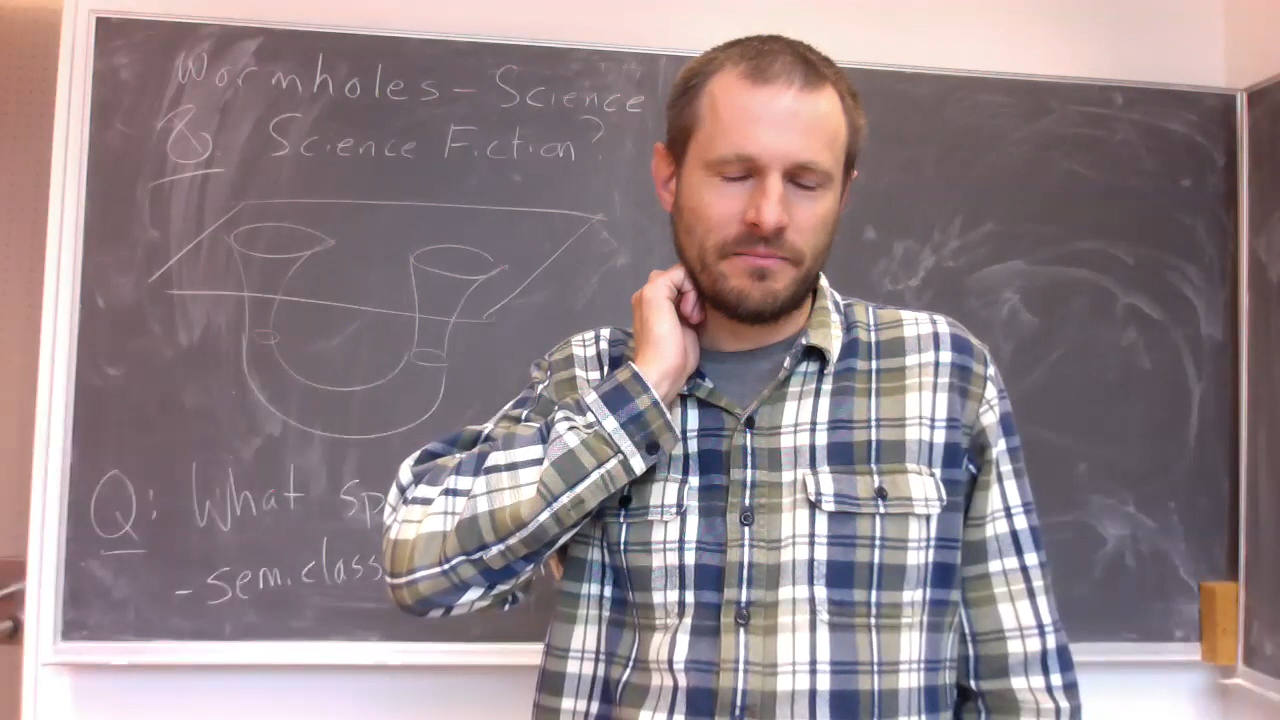 Wormholes - Science
& Science Fiction?
Q: What
- semiclass